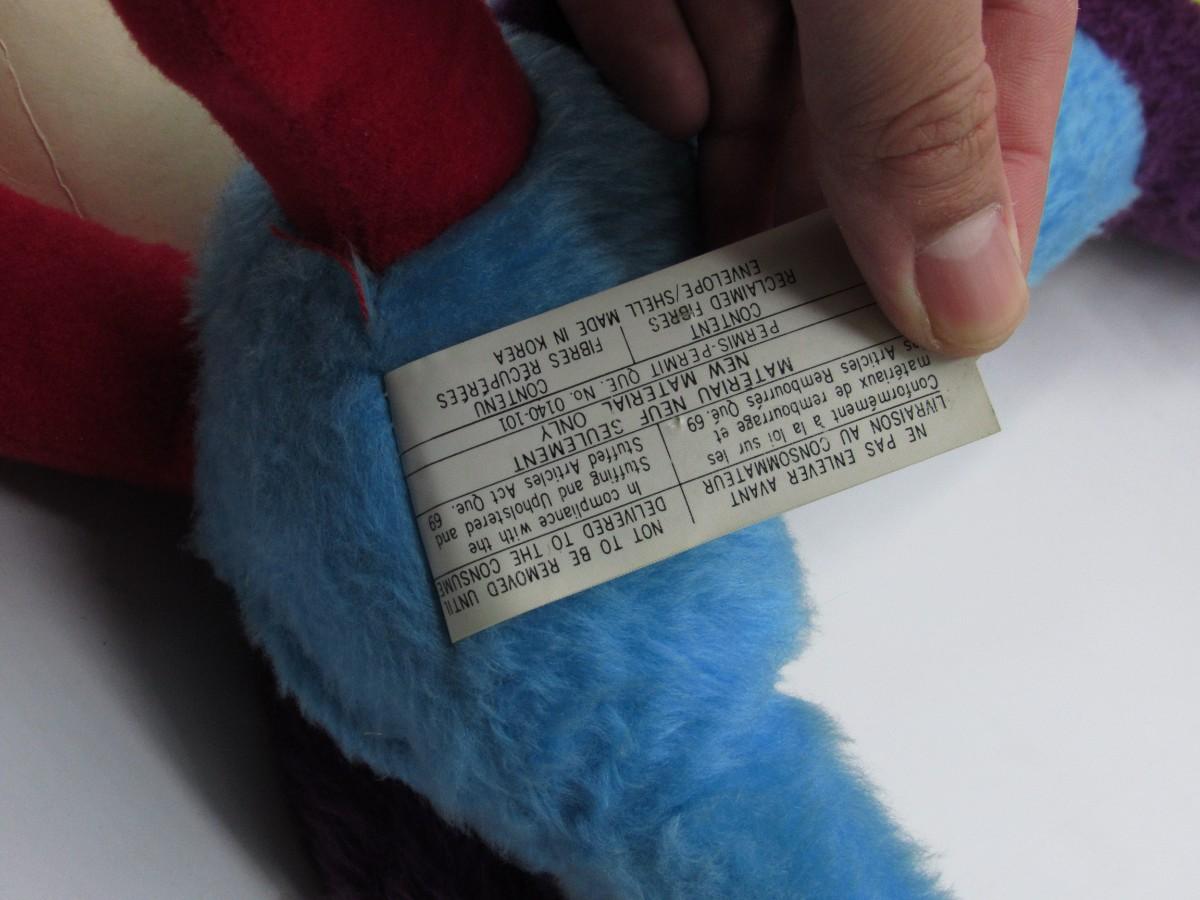 NOT TO BE REMOVED UNTIL
DELIVERED TO THE CONSUME
In compliance with the
Stuffing and Upholstered and
Stuffed Articles Act Que. 69
NE PAS ENLEVER AVANT
LIVRAISON AU CONSOMMATEUR
Conformément à la loi sur les
matériaux de rembourrage et
Articles Rembourrés Qué. 69
NEW MATERIAL ONLY
MATÉRIAU NEUF SEULEMENT
PERMIS-PERMIT QUE. No. 0140-101
CONTENT
RECLAIMED FIBRES
CONTENU
FIBRES RÉCUPÉRÉES
ENVELOPE/SHELL MADE IN KOREA